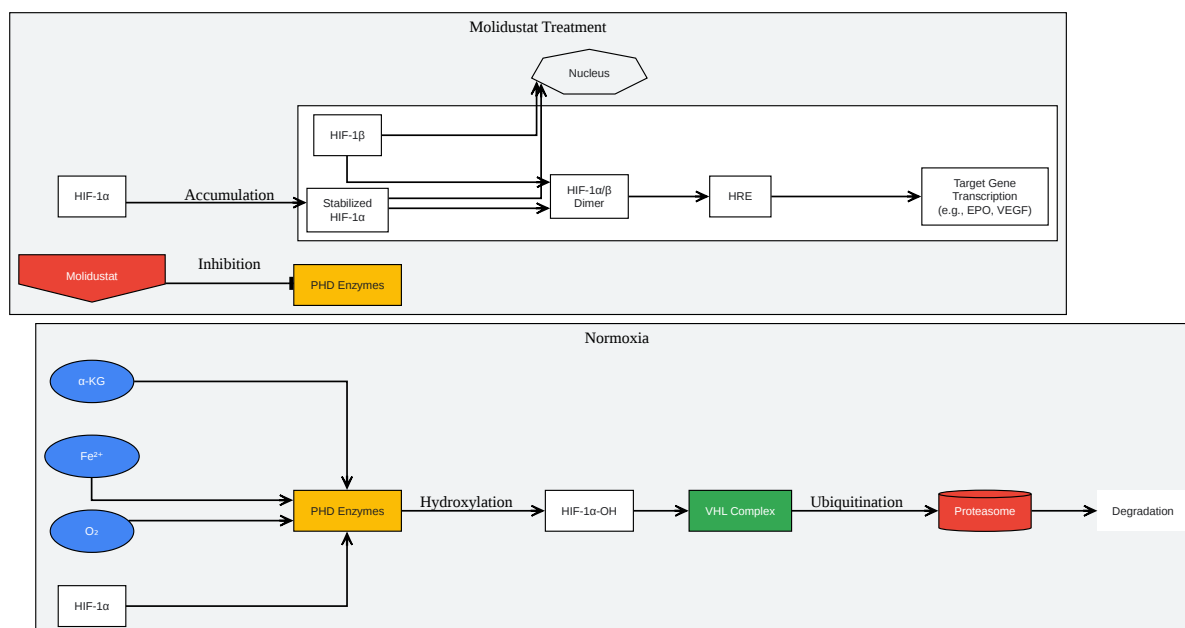 Molidustat Treatment
Nucleus
HIF-1β
HIF-1α
Accumulation
Stabilized
HIF-1α
HIF-1α/β
Dimer
HRE
Target Gene
Transcription
(e.g., EPO, VEGF)
Molidustat
Inhibition
PHD Enzymes
Normoxia
α-KG
Fe²⁺
O₂
HIF-1α
PHD Enzymes
Hydroxylation
HIF-1α-OH
VHL Complex
Ubiquitination
Proteasome
Degradation